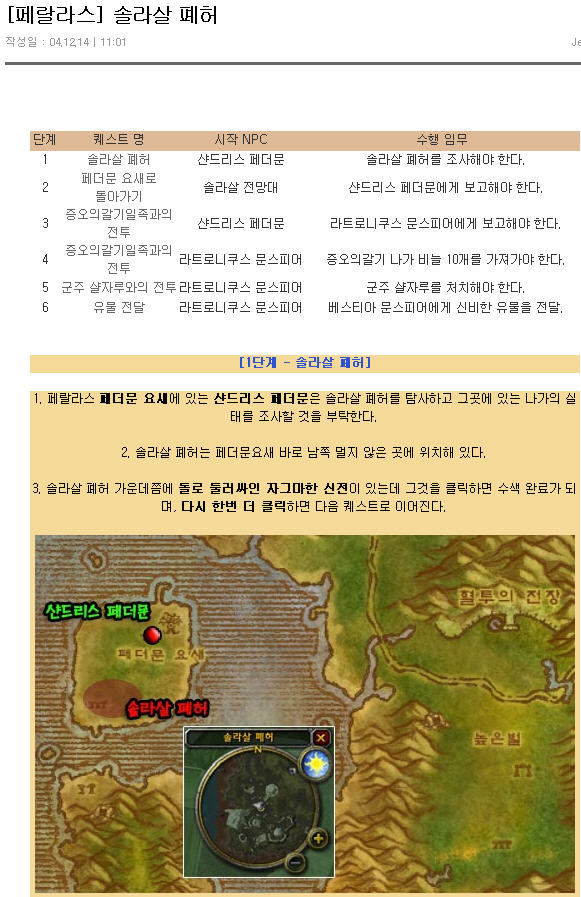 [페랄라스] 솔라살 폐허
작성일 : 04.12.14 | 11:01
Je
단계 퀘스트 명 시작 NPC 수행 임무
1 솔라살 폐허 샨드리스 페더문 솔라살 폐허를 조사해야 한다.
2 페더문 요새로 돌아가기 솔라살 전망대 샨드리스 페더문에게 보고해야 한다.
3 증오의갈기일족과의 전투 샨드리스 페더문 라트로니쿠스 문스피어에게 보고해야 한다.
4 증오의갈기일족과의 전투 라트로니쿠스 문스피어 증오의갈기 나가 비늘 10개를 가져가야 한다.
5 군주 샬자루와의 전투 라트로니쿠스 문스피어 군주 샬자루를 처치해야 한다.
6 유물 전달 라트로니쿠스 문스피어 베스티아 문스피어에게 신비한 유물을 전달.
[1단계 - 솔라살 폐허]
1. 페랄라스 페더문 요새에 있는 샨드리스 페더문은 솔라살 폐허를 탐사하고 그곳에 있는 나가의 실
태를 조사할 것을 부탁한다.
2. 솔라살 폐허는 페더문요새 바로 남쪽 멀지 않은 곳에 위치해 있다.
3. 솔라살 폐허 가운데쯤에 돌로 둘러싸인 자그마한 신전이 있는데 그것을 클릭하면 수색 완료가 되
며, 다시 한번 더 클릭하면 다음 퀘스트로 이어진다.
샨드리스 페더문
혈투의 전장
페더문 요새
솔라살 폐허
솔라살 폐허
N
높은벌